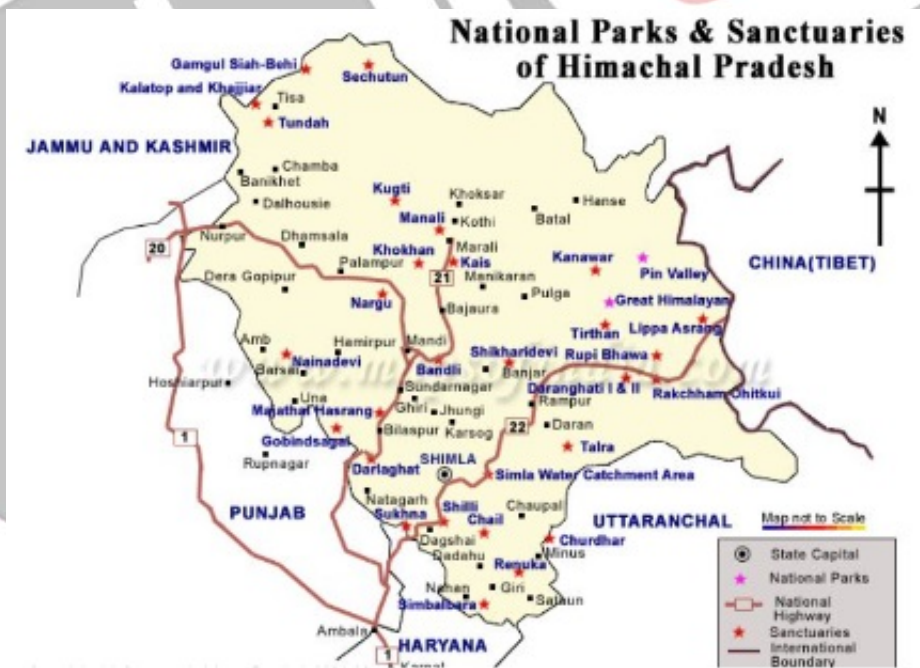 National Parks & Sanctuaries
of Himachal Pradesh
Gamgul Siah-Behi
Sechutun
Kalatop and Khajjiar
Tisa
Tundah
N
JAMMU AND KASHMIR
Chamba
Banikhet
Dalhousie
Kugti
Khoksar
Hanse
Manali
Kothi
Batal
Nurpur
Dhamsala
Marali
20
Khokhan
Kais
Kanawar
Palampur
CHINA(TIBET)
Dera Gopipur
21
Manikaran
Pin Valley
Nargu
Pulga
Great Himalayan
Bajaura
Tirthan
Lippa Asrang
Amb
Hamirpur
Mandi
Shikharidevi
Rupi Bhawa
Nainadevi
Barsai
Bandli
Banjar
Hoshiarpur
Sundarnagar
Daranghati I & II
Rakchham Ohitkui
Una
Ghiri
Jhungi
Rampur
Majathal Hasrang
Karsog
22
Daran
1
Gobindsagal
Bilaspur
Talra
Rupnagar
Darlaghat
SHIMLA
Simla Water Catchment Area
Natagarh
PUNJAB
Sukhna
Shilli
Chaupal
Chail
UTTARANCHAL
Map not to Scale
Dagshai
Churdhar
Dadahu
Minus
State Capital
Renuka
National Parks
Nahan
Giri
National
Highway
Simbalbara
Sataun
Sanctuaries
Ambala
HARYANA
International
Boundary
1
Karnal